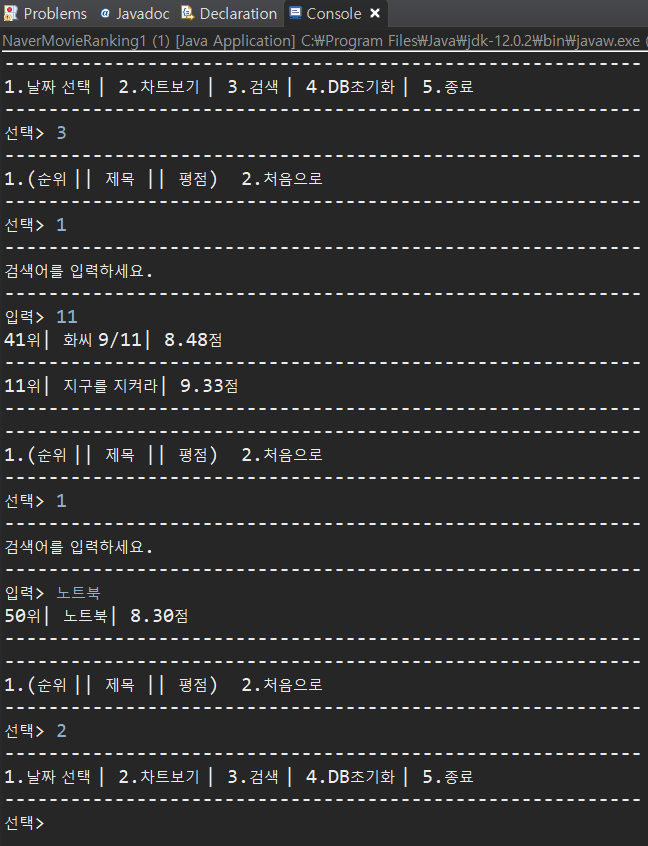 Problems Javadoc Declaration Console
NaverMovieRanking1 (1) [Java Application] C:₩Program Files₩Java₩jdk-12.0.2₩bin₩javaw.exe (
---------------------------------------------------------
1.날짜 선택 | 2.차트보기 | 3.검색 | 4.DB초기화 | 5.종료
---------------------------------------------------------
선택> 3
---------------------------------------------------------
1.(순위 || 제목 || 평점)  2.처음으로
---------------------------------------------------------
선택> 1
---------------------------------------------------------
검색어를 입력하세요.
---------------------------------------------------------
입력> 11
41위| 화씨 9/11| 8.48점
---------------------------------------------------------
11위| 지구를 지켜라| 9.33점
---------------------------------------------------------
---------------------------------------------------------
1.(순위 || 제목 || 평점)  2.처음으로
---------------------------------------------------------
선택> 1
---------------------------------------------------------
검색어를 입력하세요.
---------------------------------------------------------
입력> 노트북
50위| 노트북| 8.30점
---------------------------------------------------------
---------------------------------------------------------
1.(순위 || 제목 || 평점)  2.처음으로
---------------------------------------------------------
선택> 2
---------------------------------------------------------
1.날짜 선택 | 2.차트보기 | 3.검색 | 4.DB초기화 | 5.종료
---------------------------------------------------------
선택>